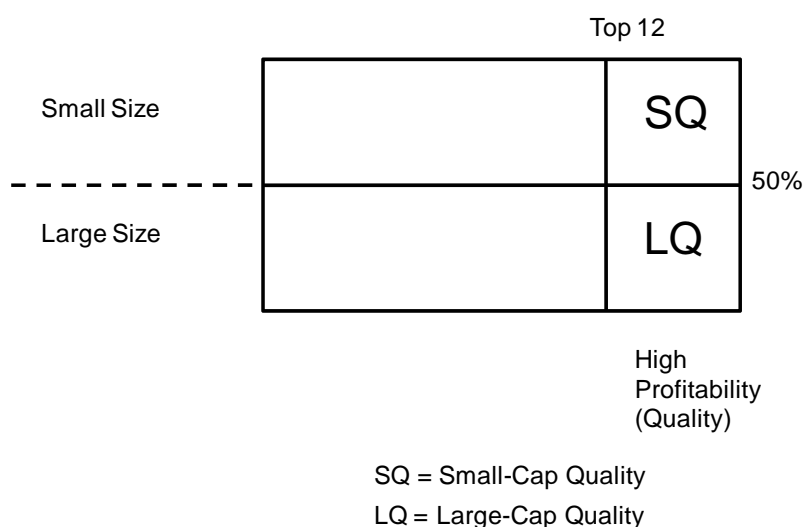 Top 12
Small Size
SQ
50%
Large Size
LQ
High
Profitability
(Quality)
SQ = Small-Cap Quality
LQ = Large-Cap Quality